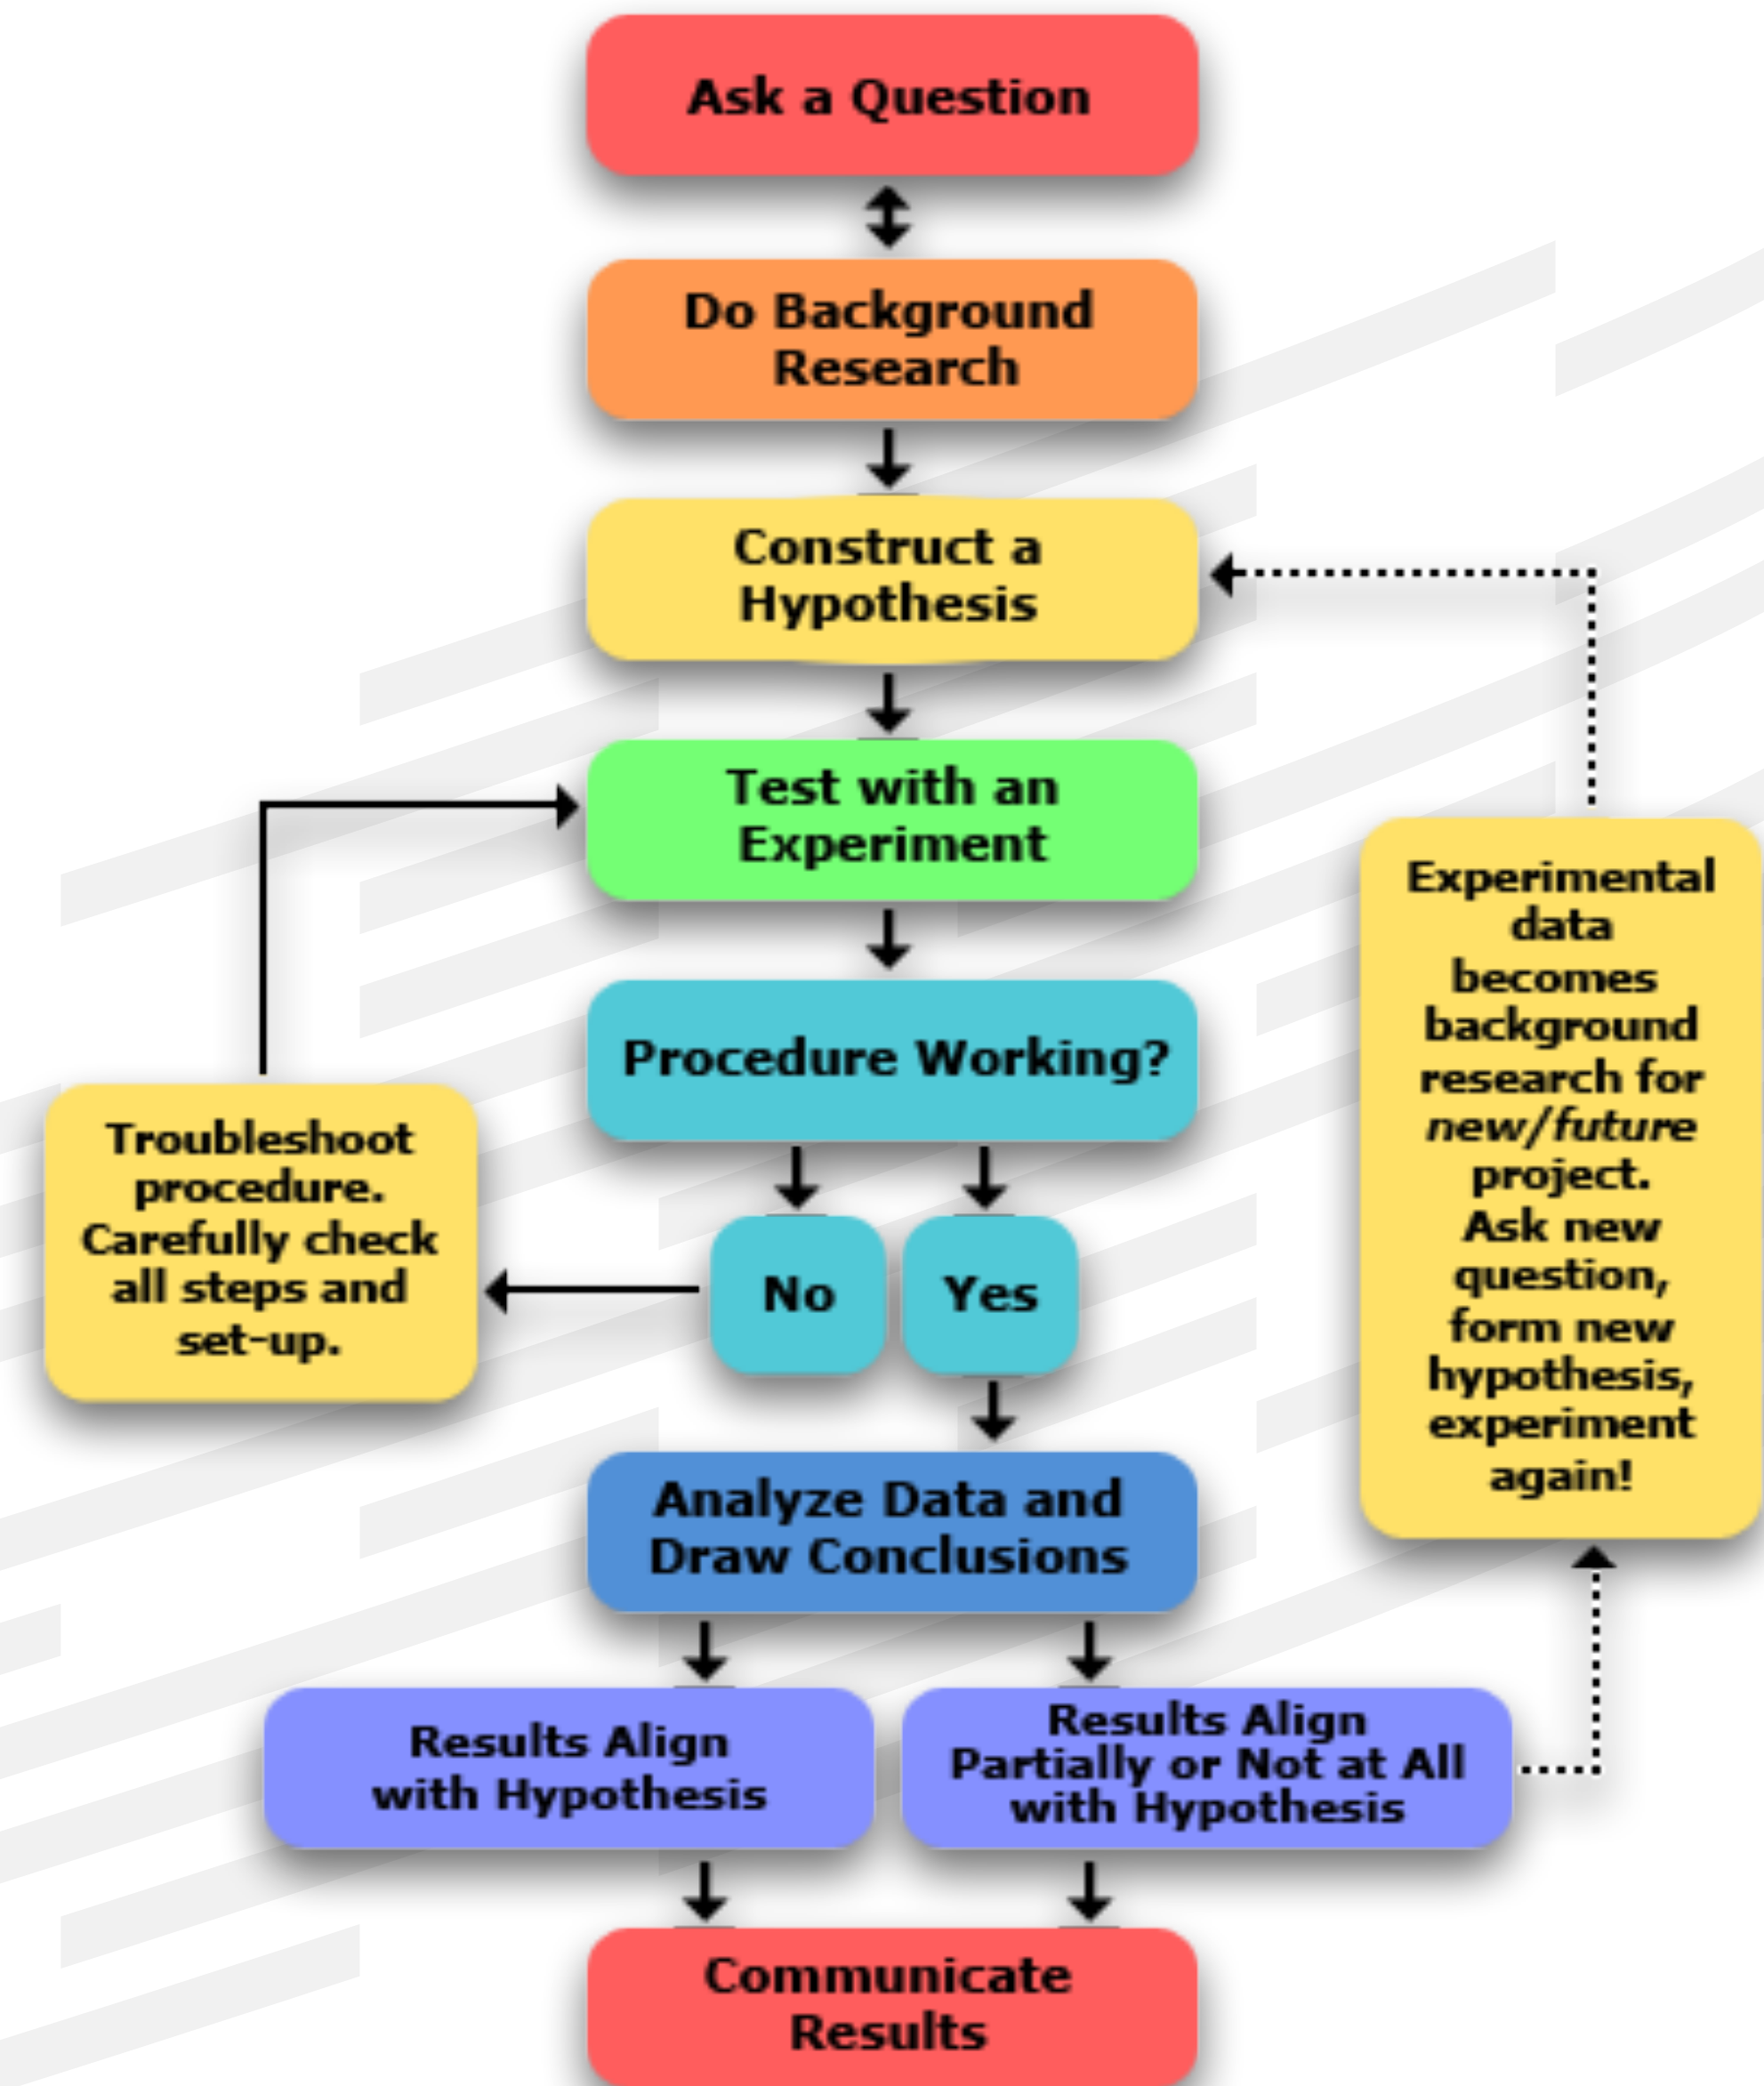 Ask a Question
Do Background
Research
Construct a
Hypothesis
Test with an
Experiment
Procedure Working?
No
Yes
Troubleshoot
procedure.
Carefully check
all steps and
set-up.
Experimental
data
becomes
background
research for
new/future
project.
Ask new
question,
form new
hypothesis,
experiment
again!
Analyze Data and
Draw Conclusions
Results Align
with Hypothesis
Results Align
Partially or Not at All
with Hypothesis
Communicate
Results